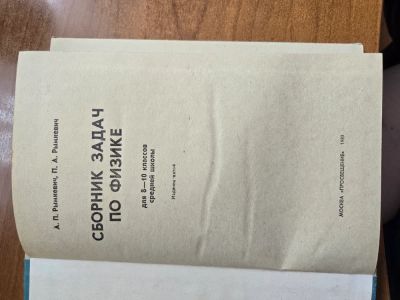 А. П. Рымкевич, П. А. Рымкевич
СБОРНИК ЗАДАЧ
ПО ФИЗИКЕ
для 8—10 классов
средней школы
МОСКВА «ПРОСВЕЩЕНИЕ»